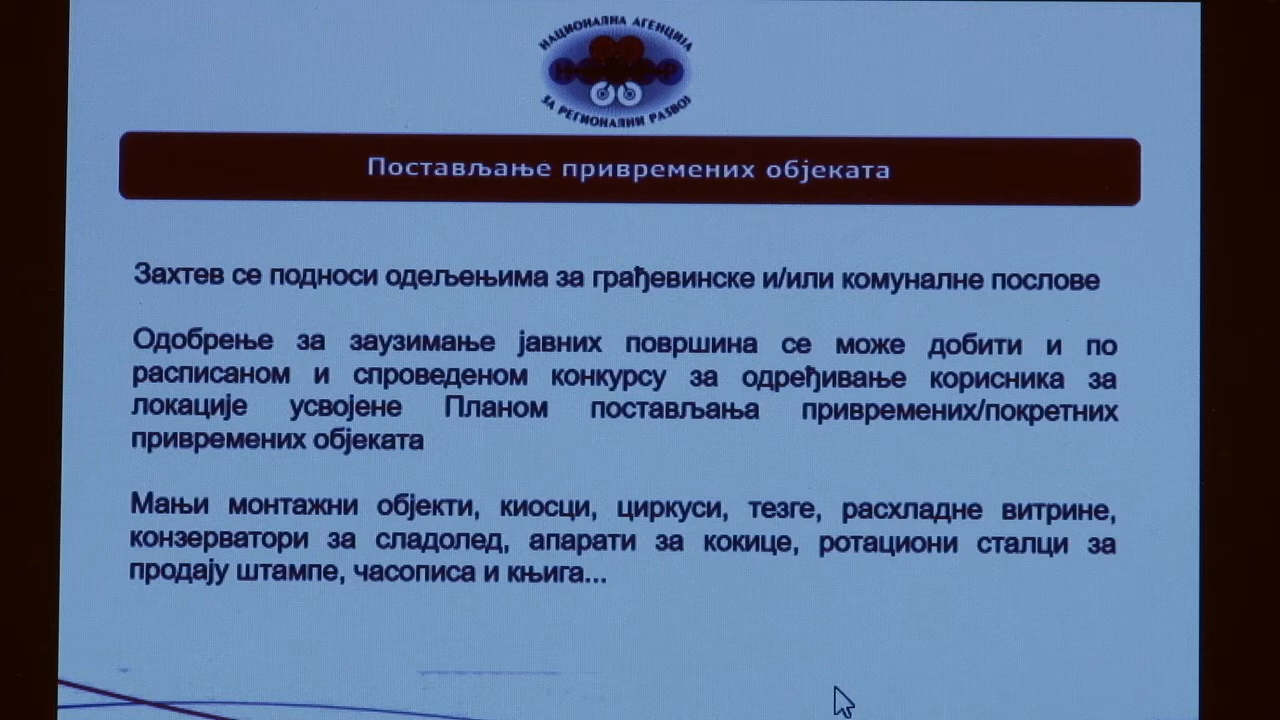 НАЦИОНАЛНА АГЕНЦИЈА
ЗА РЕГИОНАЛНИ РАЗВОЈ
Постављање привремених објеката
Захтев се подноси одељењима за грађевинске и/или комуналне послове
Одобрење за заузимање јавних површина се може добити и по
расписаном и спроведеном конкурсу за одређивање корисника за
локације усвојене Планом постављања привремених/покретних
привремених објеката
Мањи монтажни објекти, киосци, циркуси, тезге, расхладне витрине,
конзерватори за сладолед, апарати за кокице, ротациони сталци за
продају штампе, часописа и књига...